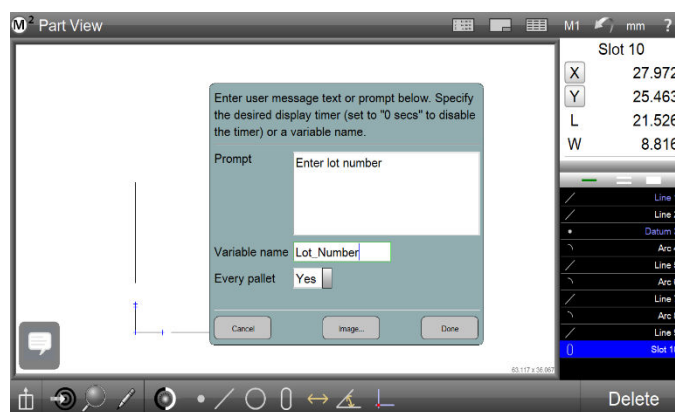 M² Part View
M1 mm ?
Slot 10
X 27.972
Y 25.463
L 21.526
W 8.816
Enter user message text or prompt below. Specify
the desired display timer (set to "0 secs" to disable
the timer) or a variable name.
Prompt
Enter lot number
Variable name Lot_Number
Every pallet Yes
Cancel Image... Done
Line
Line
Datum
Arc
Line
Arc
Line
Arc
Line
Slot 10
Delete